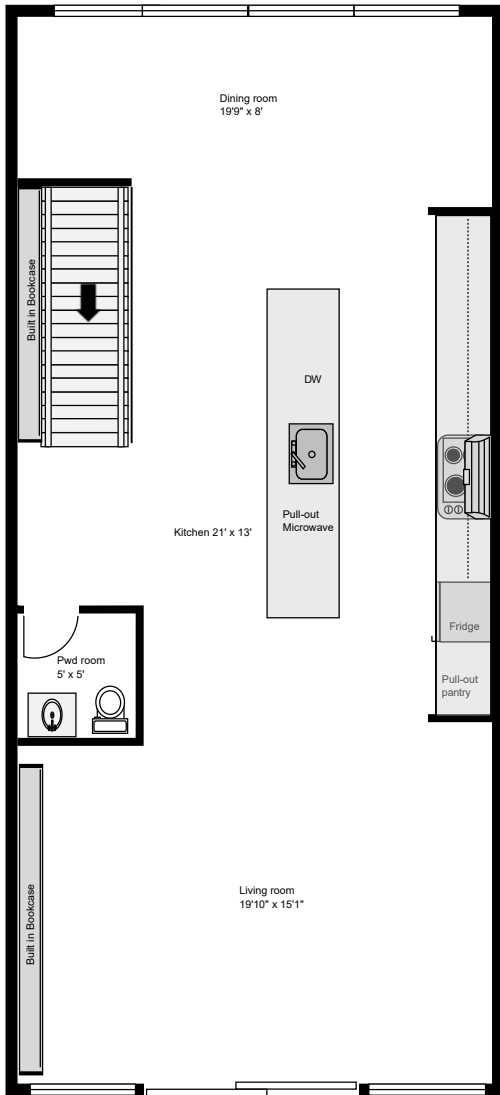 Dining room
19'9" x 8'
Built in Bookcase
DW
Pull-out
Microwave
Kitchen 21' x 13'
Fridge
Pwd room
5' x 5'
Pull-out
pantry
Living room
19'10" x 15'1"
Built in Bookcase